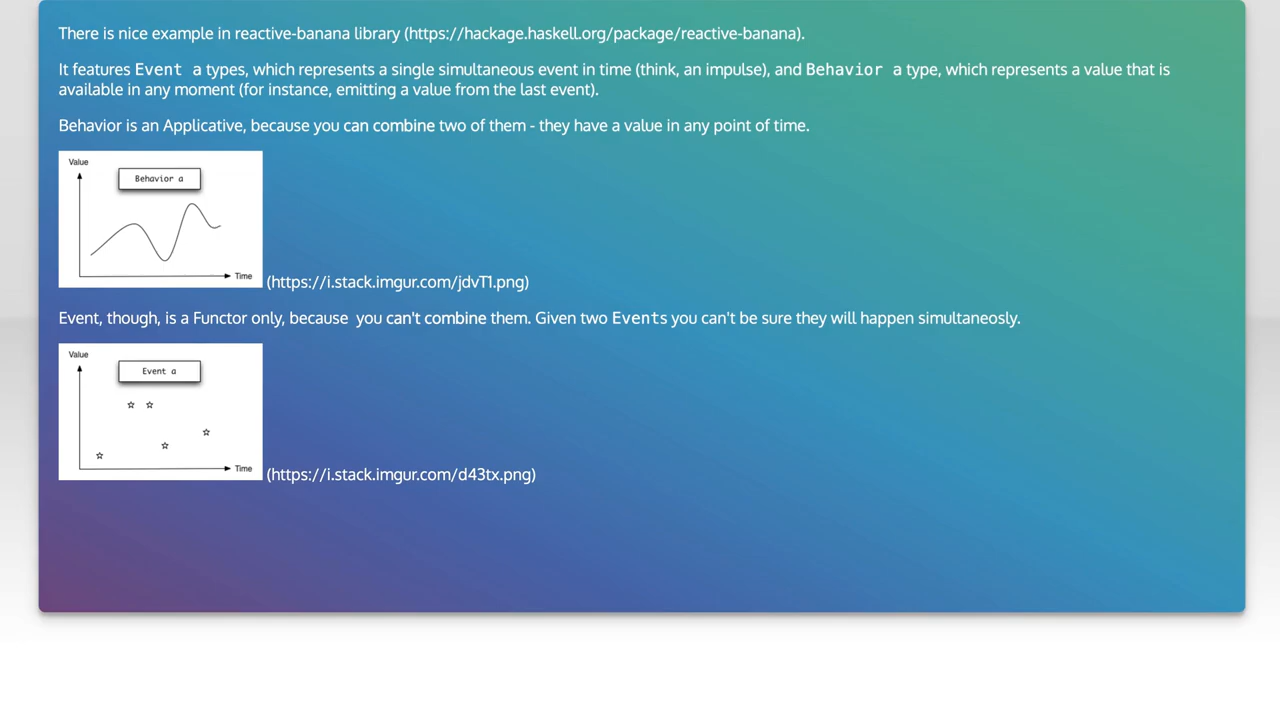 There is nice example in reactive-banana library (https://hackage.haskell.org/package/reactive-banana).
It features Event a types, which represents a single simultaneous event in time (think, an impulse), and Behavior a type, which represents a value that is
available in any moment (for instance, emitting a value from the last event).
Behavior is an Applicative, because you can combine two of them - they have a value in any point of time.
Value
Behavior a
Time
(https://i.stack.imgur.com/jdvT1.png)
Event, though, is a Functor only, because you can't combine them. Given two Events you can't be sure they will happen simultaneosly.
Value
Event a
Time
(https://i.stack.imgur.com/d43tx.png)